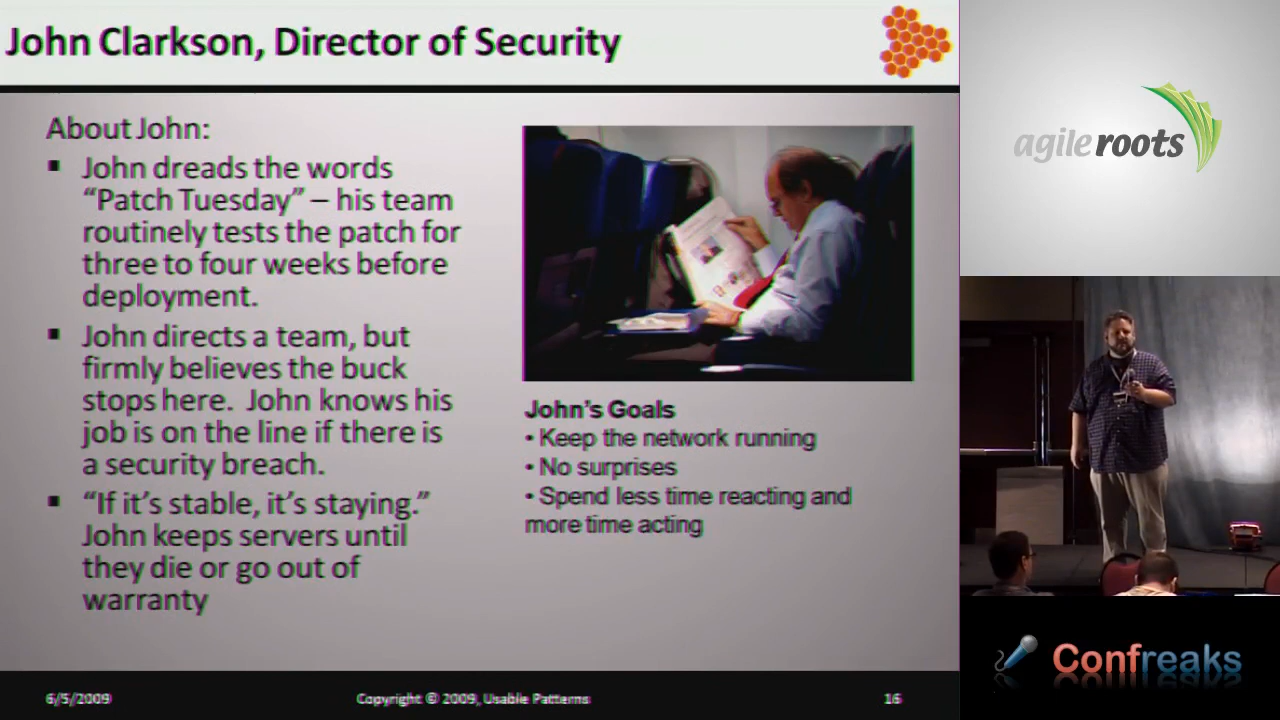 John Clarkson, Director of Security
About John:
▪ John dreads the words
“Patch Tuesday” – his team
routinely tests the patch for
three to four weeks before
deployment.
▪ John directs a team, but
firmly believes the buck
stops here.  John knows his
job is on the line if there is
a security breach.
▪ “If it’s stable, it’s staying.”
John keeps servers until
they die or go out of
warranty
John’s Goals
• Keep the network running
• No surprises
• Spend less time reacting and
more time acting
6/5/2009
Copyright © 2009, Usable Patterns
16
agile roots
Confreaks